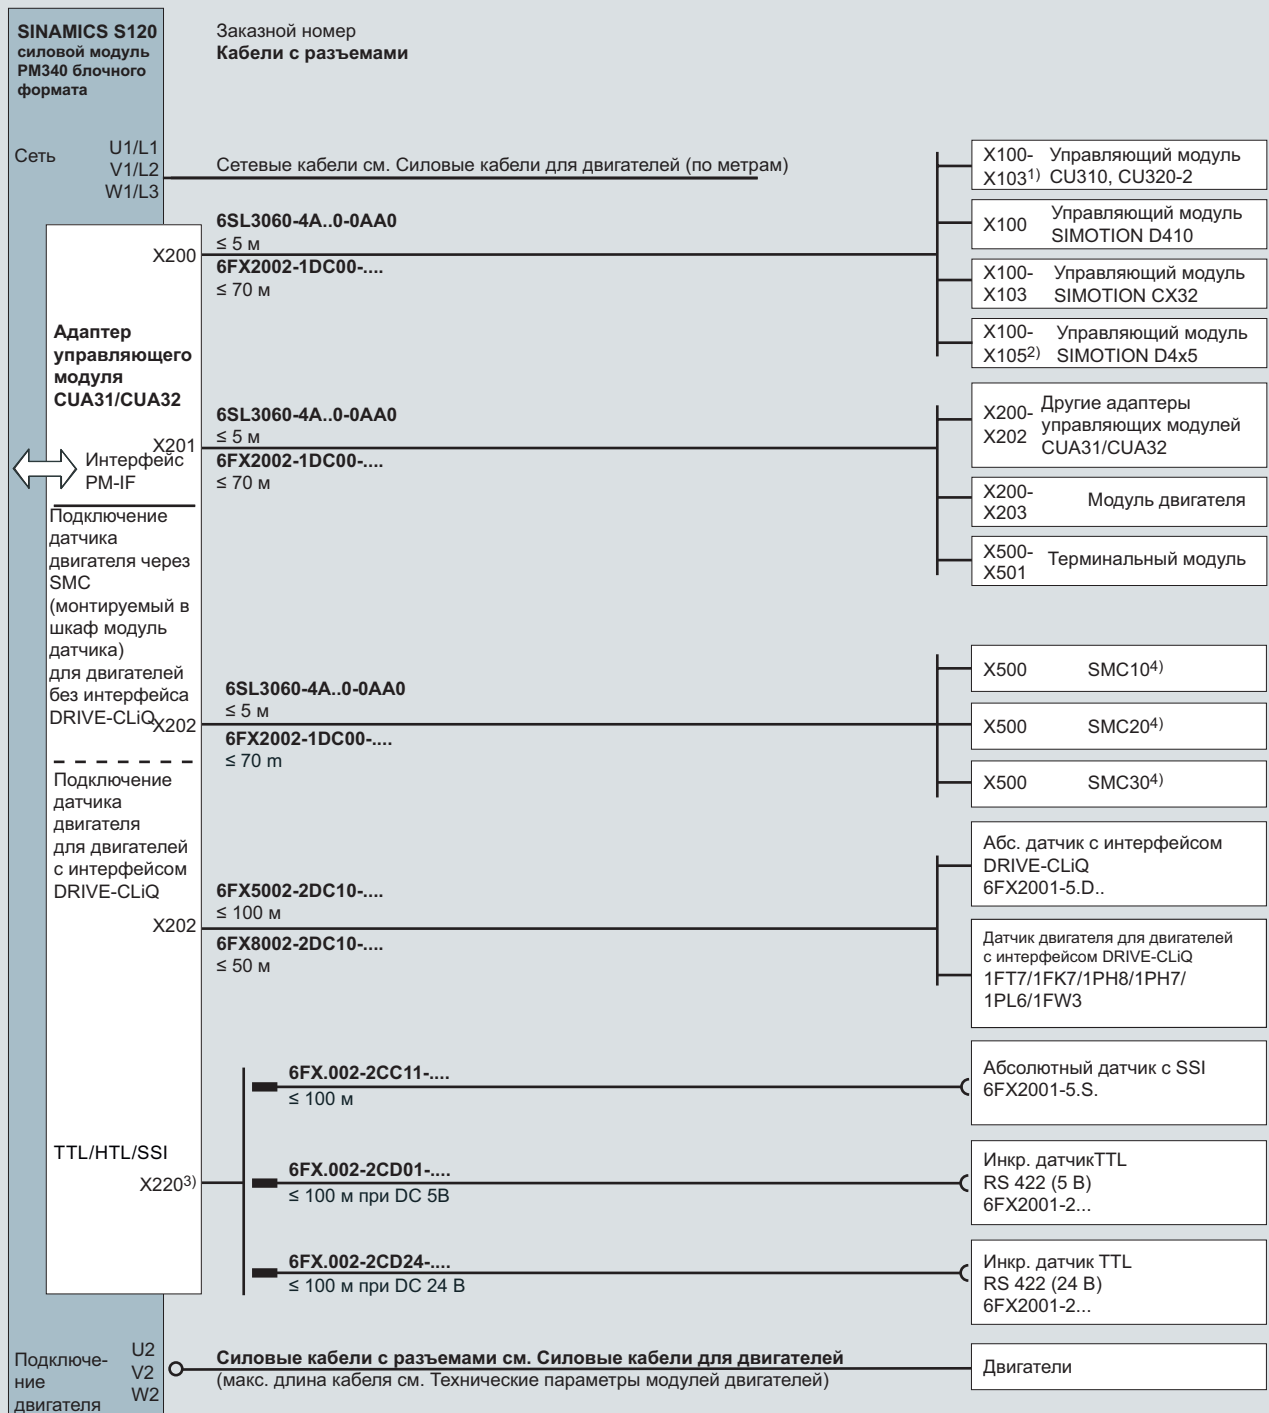 SINAMICS S120
силовой модуль
PM340 блочного
формата
Заказной номер
Кабели с разъемами
Сеть
U1/L1
V1/L2
W1/L3
Сетевые кабели см. Силовые кабели для двигателей (по метрам)
X100- Управляющий модуль
X103¹⁾ CU310, CU320-2
X100 Управляющий модуль
SIMOTION D410
X100- Управляющий модуль
X103 SIMOTION CX32
X100- Управляющий модуль
X105²⁾ SIMOTION D4x5
X200
6SL3060-4A..0-0AA0
≤ 5 м
6FX2002-1DC00-....
≤ 70 м
Адаптер
управляющего
модуля
CUA31/CUA32
X201
6SL3060-4A..0-0AA0
≤ 5 м
6FX2002-1DC00-....
≤ 70 м
X200- Другие адаптеры
X202 управляющих модулей
CUA31/CUA32
X200-
X203 Модуль двигателя
X500- Терминальный модуль
X501
Интерфейс
PM-IF
Подключение
датчика
двигателя через
SMC
(монтируемый в
шкаф модуль
датчика)
для двигателей
без интерфейса
DRIVE-CLiQ
X202
6SL3060-4A..0-0AA0
≤ 5 м
6FX2002-1DC00-....
≤ 70 m
X500 SMC10⁴⁾
X500 SMC20⁴⁾
X500 SMC30⁴⁾
Подключение
датчика
двигателя
для двигателей
с интерфейсом
DRIVE-CLiQ
X202
6FX5002-2DC10-....
≤ 100 м
6FX8002-2DC10-....
≤ 50 м
Абс. датчик с интерфейсом
DRIVE-CLiQ
6FX2001-5.D..
Датчик двигателя для двигателей
с интерфейсом DRIVE-CLiQ
1FT7/1FK7/1PH8/1PH7/
1PL6/1FW3
TTL/HTL/SSI
X220³⁾
6FX.002-2CC11-....
≤ 100 м
Абсолютный датчик с SSI
6FX2001-5.S.
6FX.002-2CD01-....
≤ 100 м при DC 5В
Инкр. датчикTTL
RS 422 (5 В)
6FX2001-2...
6FX.002-2CD24-....
≤ 100 м при DC 24 В
Инкр. датчик TTL
RS 422 (24 В)
6FX2001-2...
Подключе-
ние
двигателя
U2
V2
W2
Силовые кабели с разъемами см. Силовые кабели для двигателей
(макс. длина кабеля см. Технические параметры модулей двигателей)
Двигатели